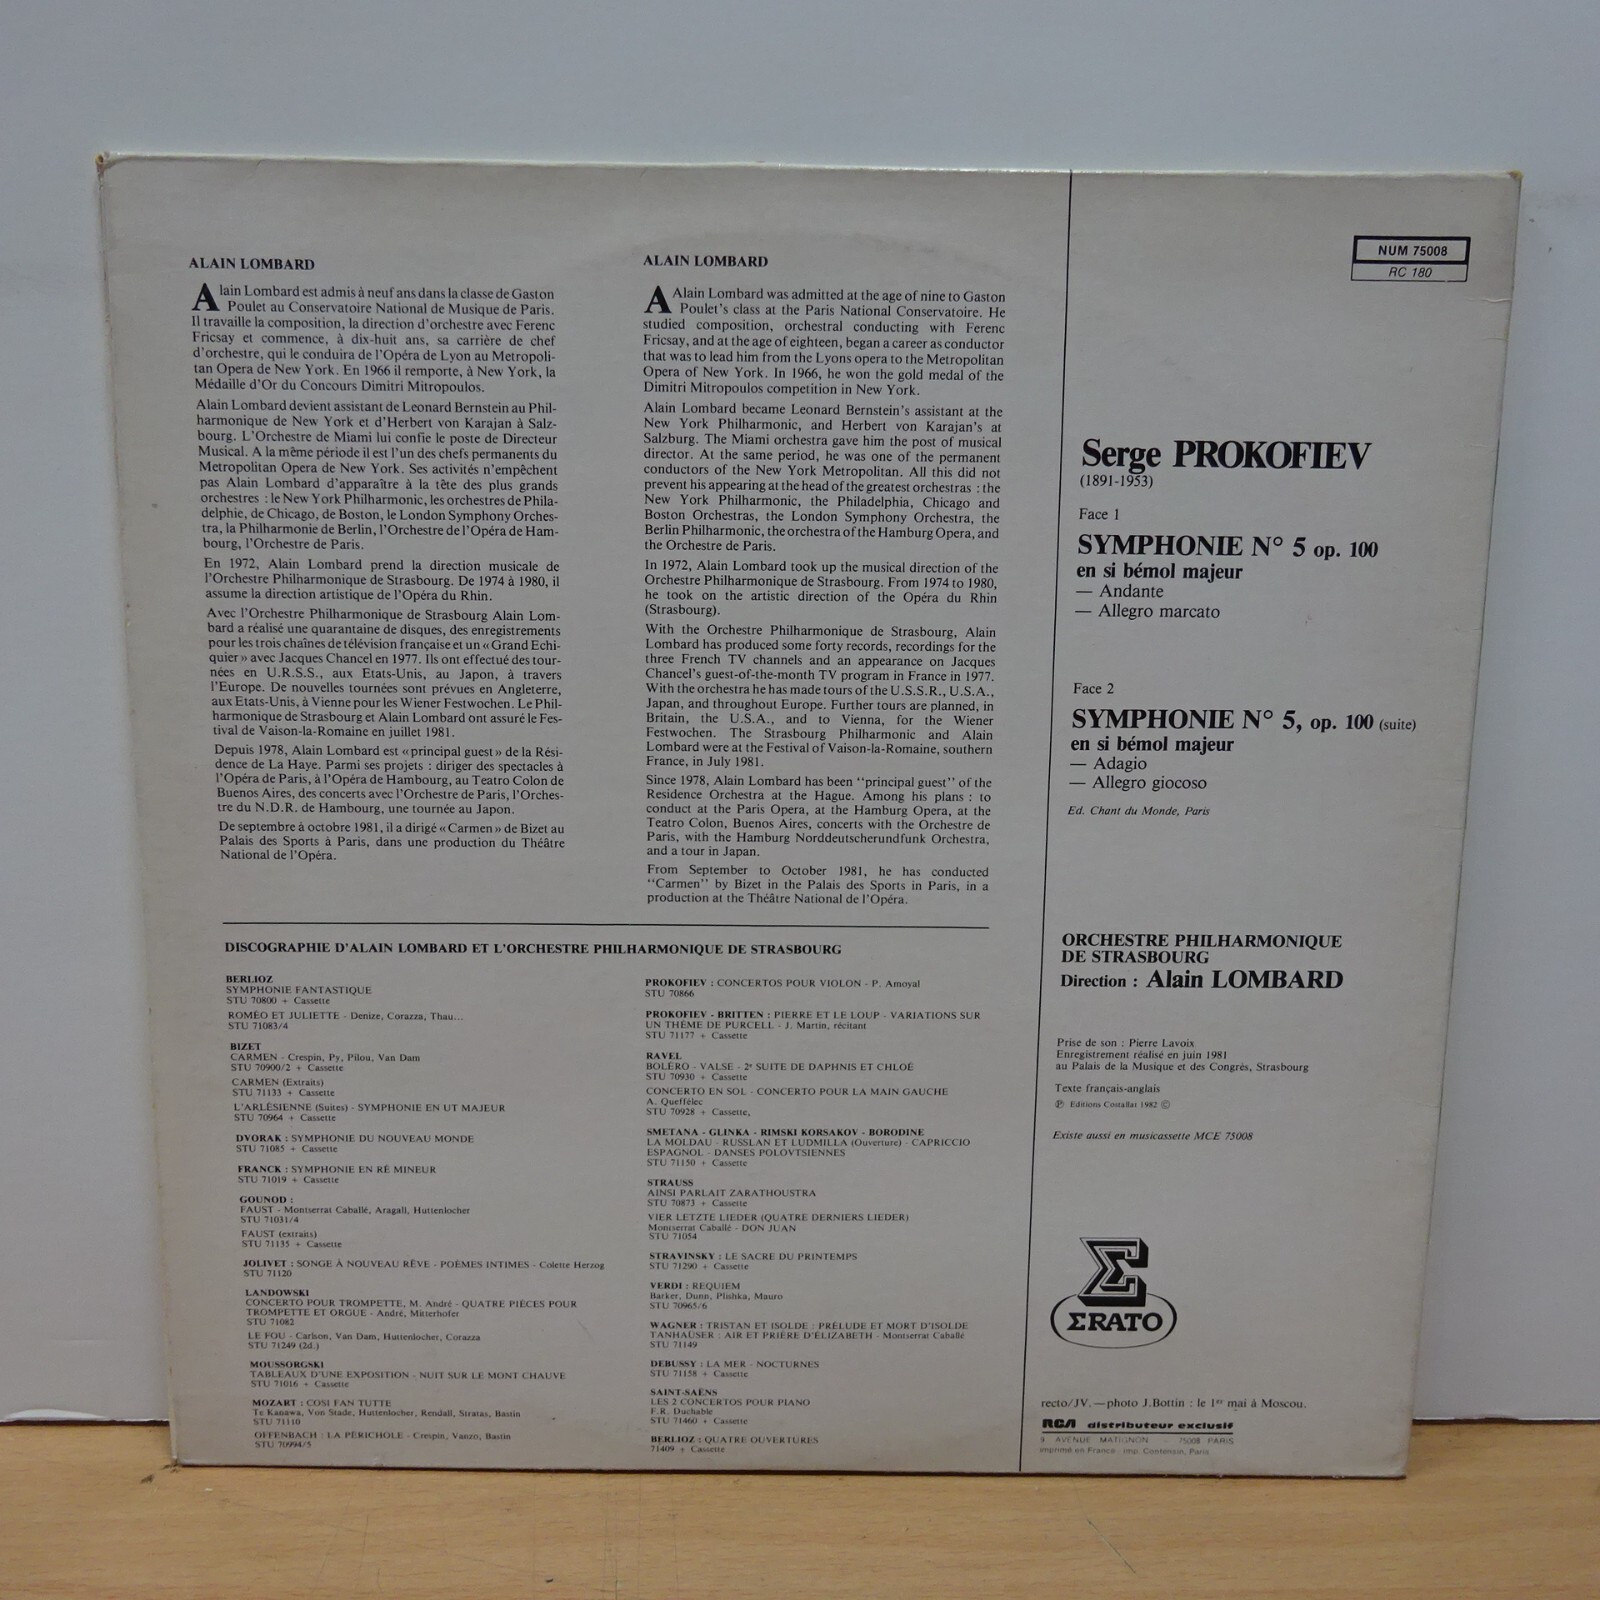 ALAIN LOMBARD
Alain Lombard est admis à neuf ans dans la classe de Gaston
Poulet au Conservatoire National de Musique de Paris.
Il travaille la composition, la direction d'orchestre avec Ferenc
Fricsay et commence, à dix-huit ans, sa carrière de chef
d'orchestre, qui le conduira de l'Opéra de Lyon au Metropoli-
tan Opera de New York. En 1966 il remporte, à New York, la
Médaille d'Or du Concours Dimitri Mitropoulos.
Alain Lombard devient assistant de Leonard Bernstein au Phil-
harmonique de New York et d'Herbert von Karajan à Salz-
bourg. L'Orchestre de Miami lui confie le poste de Directeur
Musical. A la même période il est l'un des chefs permanents du
Metropolitan Opera de New York. Ses activités n'empêchent
pas Alain Lombard d'apparaître à la tête des plus grands
orchestres : le New York Philharmonic, les orchestres de Phila-
delphie, de Chicago, de Boston, le London Symphony Orches-
tra, la Philharmonie de Berlin, l'Orchestre de l'Opéra de Ham-
bourg, l'Orchestre de Paris.
En 1972, Alain Lombard prend la direction musicale de
l'Orchestre Philharmonique de Strasbourg. De 1974 à 1980, il
assume la direction artistique de l'Opéra du Rhin.
Avec l'Orchestre Philharmonique de Strasbourg Alain Lom-
bard a réalisé une quarantaine de disques, des enregistrements
pour les trois chaînes de télévision française et un « Grand Echi-
quier » avec Jacques Chancel en 1977. Ils ont effectué des tour-
nées en U.R.S.S., aux Etats-Unis, au Japon, à travers
l'Europe. De nouvelles tournées sont prévues en Angleterre,
aux Etats-Unis, à Vienne pour les Wiener Festwochen. Le Phil-
harmonique de Strasbourg et Alain Lombard ont assuré le Fes-
tival de Vaison-la-Romaine en juillet 1981.
Depuis 1978, Alain Lombard est « principal guest » de la Rési-
dence de La Haye. Parmi ses projets : diriger des spectacles à
l'Opéra de Paris, à l'Opéra de Hambourg, au Teatro Colon de
Buenos Aires, des concerts avec l'Orchestre de Paris, l'Orches-
tre du N.D.R. de Hambourg, une tournée au Japon.
De septembre à octobre 1981, il a dirigé « Carmen » de Bizet au
Palais des Sports à Paris, dans une production du Théâtre
National de l'Opéra.
ALAIN LOMBARD
A Alain Lombard was admitted at the age of nine to Gaston
Poulet's class at the Paris National Conservatoire. He
studied composition, orchestral conducting with Ferenc
Fricsay, and at the age of eighteen, began a career as conductor
that was to lead him from the Lyons opera to the Metropolitan
Opera of New York. In 1966, he won the gold medal of the
Dimitri Mitropoulos competition in New York.
Alain Lombard became Leonard Bernstein's assistant at the
New York Philharmonic, and Herbert von Karajan's at
Salzburg. The Miami orchestra gave him the post of musical
director. At the same period, he was one of the permanent
conductors of the New York Metropolitan. All this did not
prevent his appearing at the head of the greatest orchestras : the
New York Philharmonic, the Philadelphia, Chicago and
Boston Orchestras, the London Symphony Orchestra, the
Berlin Philharmonic, the orchestra of the Hamburg Opera, and
the Orchestre de Paris.
In 1972, Alain Lombard took up the musical direction of the
Orchestre Philharmonique de Strasbourg. From 1974 to 1980,
he took on the artistic direction of the Opéra du Rhin
(Strasbourg).
With the Orchestre Philharmonique de Strasbourg, Alain
Lombard has produced some forty records, recordings for the
three French TV channels and an appearance on Jacques
Chancel's guest-of-the-month TV program in France in 1977.
With the orchestra he has made tours of the U.S.S.R., U.S.A.,
Japan, and throughout Europe. Further tours are planned, in
Britain, the U.S.A., and to Vienna, for the Wiener
Festwochen. The Strasbourg Philharmonic and Alain
Lombard were at the Festival of Vaison-la-Romaine, southern
France, in July 1981.
Since 1978, Alain Lombard has been "principal guest" of the
Residence Orchestra at the Hague. Among his plans : to
conduct at the Paris Opera, at the Hamburg Opera, at the
Teatro Colon, Buenos Aires, concerts with the Orchestre de
Paris, with the Hamburg Norddeutscherundfunk Orchestra,
and a tour in Japan.
From September to October 1981, he has conducted
"Carmen" by Bizet in the Palais des Sports in Paris, in a
production at the Théâtre National de l'Opéra.
DISCOGRAPHIE D'ALAIN LOMBARD ET L'ORCHESTRE PHILHARMONIQUE DE STRASBOURG
BERLIOZ
SYMPHONIE FANTASTIQUE
STU 70800 + Cassette
ROMÉO ET JULIETTE - Denize, Corazza, Thau...
STU 71083/4
BIZET
CARMEN - Crespin, Py, Pilou, Van Dam
STU 70900/2 + Cassette
CARMEN (Extraits)
STU 71133 + Cassette
L'ARLÉSIENNE (Suites) - SYMPHONIE EN UT MAJEUR
STU 70964 + Cassette
DVORAK : SYMPHONIE DU NOUVEAU MONDE
STU 71085 + Cassette
FRANCK : SYMPHONIE EN RÉ MINEUR
STU 71019 + Cassette
GOUNOD :
FAUST - Montserrat Caballé, Aragall, Huttenlocher
STU 71031/4
FAUST (extraits)
STU 71135 + Cassette
JOLIVET : SONGE À NOUVEAU RÊVE - POÈMES INTIMES - Colette Herzog
STU 71120
LANDOWSKI
CONCERTO POUR TROMPETTE, M. André - QUATRE PIÈCES POUR
TROMPETTE ET ORGUE - André, Mitterhofer
STU 71082
LE FOU - Carlson, Van Dam, Huttenlocher, Corazza
STU 71249 (2d.)
MOUSSORGSKI
TABLEAUX D'UNE EXPOSITION - NUIT SUR LE MONT CHAUVE
STU 71016 + Cassette
MOZART : COSI FAN TUTTE
Te Kanawa, Von Stade, Huttenlocher, Rendall, Stratas, Bastin
STU 71110
OFFENBACH : LA PÉRICHOLE - Crespin, Vanzo, Bastin
STU 70994/5
PROKOFIEV : CONCERTOS POUR VIOLON - P. Amoyal
STU 70866
PROKOFIEV - BRITTEN : PIERRE ET LE LOUP - VARIATIONS SUR
UN THÈME DE PURCELL - J. Martin, récitant
STU 71177 + Cassette
RAVEL
BOLÉRO - VALSE - 2e SUITE DE DAPHNIS ET CHLOÉ
STU 70930 + Cassette
CONCERTO EN SOL - CONCERTO POUR LA MAIN GAUCHE
A. Queffélec
STU 70928 + Cassette,
SMETANA - GLINKA - RIMSKI KORSAKOV - BORODINE
LA MOLDAU - RUSSLAN ET LUDMILLA (Ouverture) - CAPRICCIO
ESPAGNOL - DANSES POLOVTSIENNES
STU 71150 + Cassette
STRAUSS
AINSI PARLAIT ZARATHOUSTRA
STU 70873 + Cassette
VIER LETZTE LIEDER (QUATRE DERNIERS LIEDER)
Montserrat Caballé - DON JUAN
STU 71054
STRAVINSKY : LE SACRE DU PRINTEMPS
STU 71290 + Cassette
VERDI : REQUIEM
Barker, Dunn, Plishka, Mauro
STU 70965/6
WAGNER : TRISTAN ET ISOLDE : PRÉLUDE ET MORT D'ISOLDE
TANHAUSER : AIR ET PRIÈRE D'ÉLIZABETH - Montserrat Caballé
STU 71149
DEBUSSY : LA MER - NOCTURNES
STU 71158 + Cassette
SAINT-SAËNS
LES 2 CONCERTOS POUR PIANO
F.R. Duchable
STU 71460 + Cassette
BERLIOZ : QUATRE OUVERTURES
71409 + Cassette
NUM 75008
RC 180
Serge PROKOFIEV
(1891-1953)
Face 1
SYMPHONIE N° 5 op. 100
en si bémol majeur
— Andante
— Allegro marcato
Face 2
SYMPHONIE N° 5, op. 100 (suite)
en si bémol majeur
— Adagio
— Allegro giocoso
Ed. Chant du Monde, Paris
ORCHESTRE PHILHARMONIQUE
DE STRASBOURG
Direction : Alain LOMBARD
Prise de son : Pierre Lavoix
Enregistrement réalisé en juin 1981
au Palais de la Musique et des Congrès, Strasbourg
Texte français-anglais
℗ Editions Costallat 1982 ©
Existe aussi en musicassette MCE 75008
ΣRATO
recto/JV. — photo J.Bottin : le 1er mai à Moscou.
RCA distributeur exclusif
9 AVENUE MATIGNON - 75008 PARIS
imprimé en France - imp. Contensin, Paris